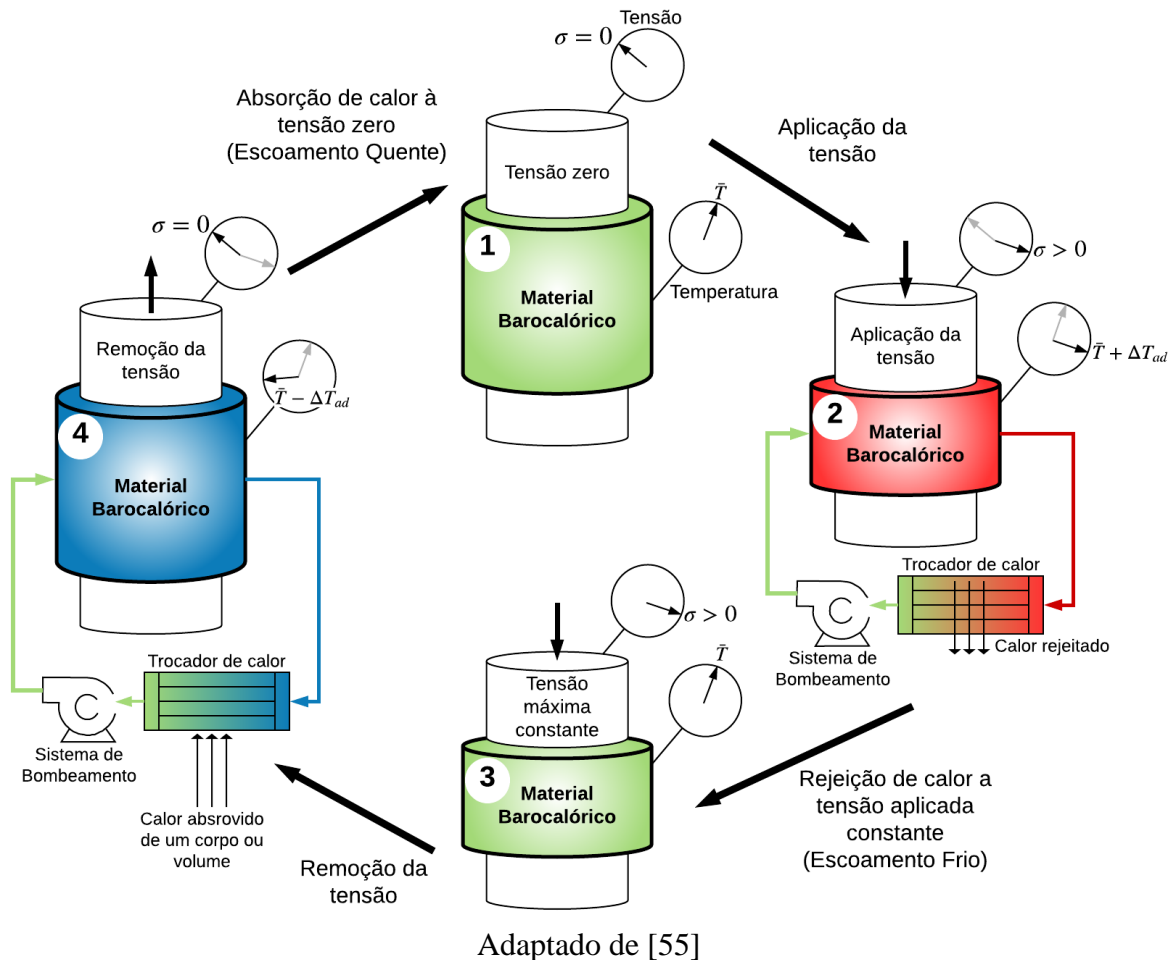 Tensão
σ = 0
Absorção de calor à
tensão zero
(Escoamento Quente)
Aplicação da
tensão
Tensão zero
T̄
σ = 0
1
σ > 0
Material
Barocalórico
Temperatura
Remoção da
tensão
Aplicação da
tensão
T̄ + ΔT_ad
T̄ − ΔT_ad
4
2
Material
Barocalórico
Material
Barocalórico
Trocador de calor
Sistema de
Bombeamento
Calor rejeitado
σ > 0
Trocador de calor
T̄
Tensão
máxima
constante
Sistema de
Bombeamento
3
Material
Barocalórico
Rejeição de calor a
tensão aplicada
constante
(Escoamento Frio)
Calor absrovido
de um corpo ou
volume
Remoção da
tensão
Adaptado de [55]